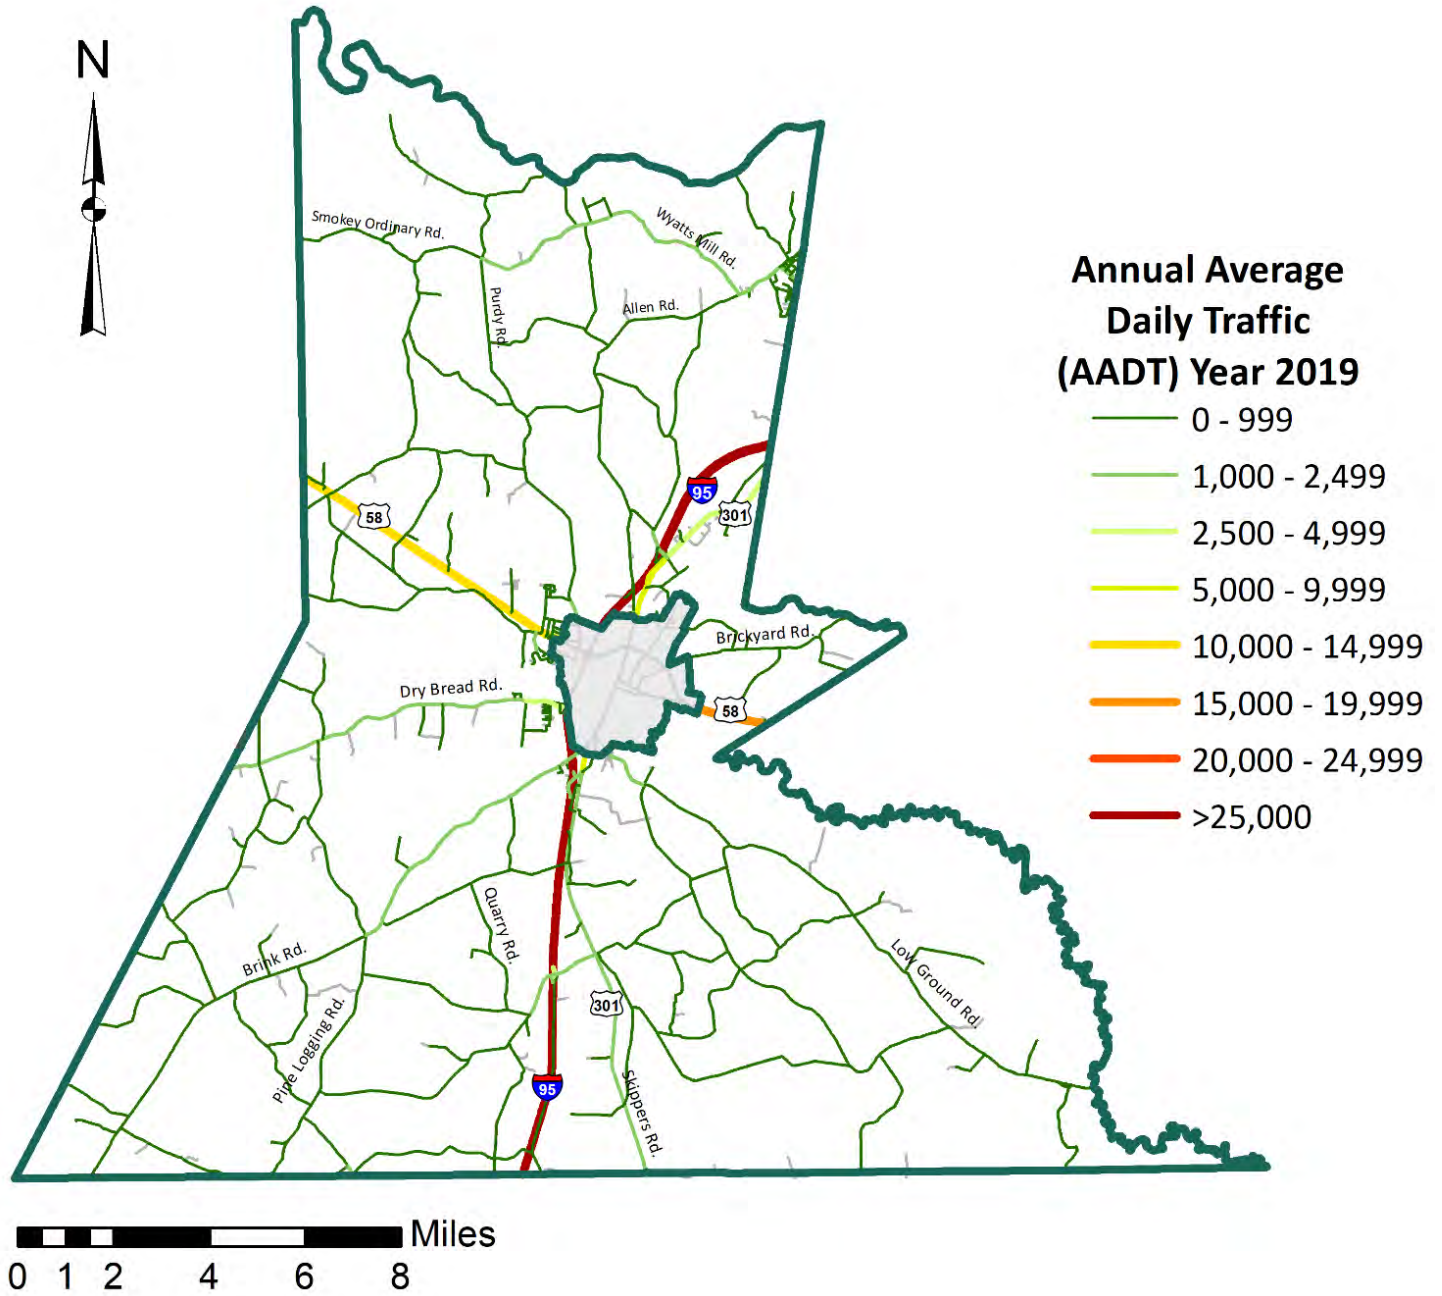 N
Smokey Ordinary Rd.
Wyatts Mill Rd.
Purdy Rd.
Allen Rd.
Annual Average
Daily Traffic
(AADT) Year 2019
0 - 999
1,000 - 2,499
2,500 - 4,999
5,000 - 9,999
10,000 - 14,999
15,000 - 19,999
20,000 - 24,999
>25,000
95
301
58
Brickyard Rd.
Dry Bread Rd.
58
Quarry Rd.
Brink Rd.
Low Ground Rd.
301
Pine Logging Rd.
95
Skippers Rd.
Miles
0 1 2 4 6 8